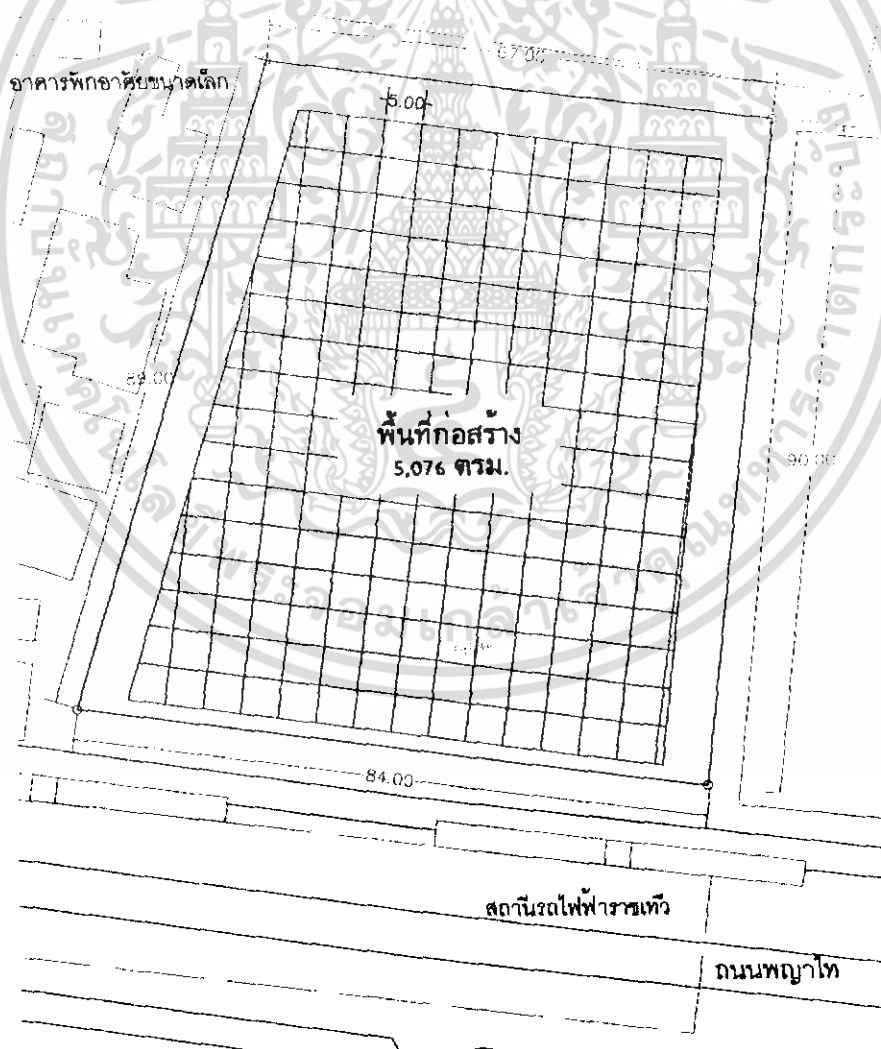 67.00
อาคารพักอาศัยขนาดเล็ก
5.00
พื้นที่ก่อสร้าง
5,076 ตรม.
90.00
84.00
สถานีรถไฟฟ้าราชเทวี
ถนนพญาไท